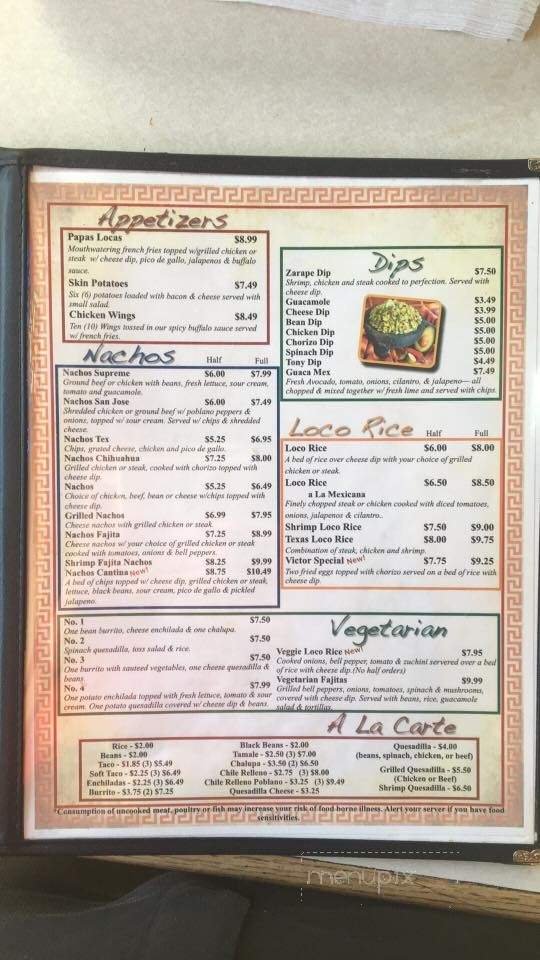 Appetizers
Papas Locas $8.99
Mouthwatering french fries topped w/grilled chicken or
steak w/ cheese dip, pico de gallo, jalapenos & buffalo
sauce.
Skin Potatoes $7.49
Six (6) potatoes loaded with bacon & cheese served with
small salad.
Chicken Wings $8.49
Ten (10) Wings tossed in our spicy buffalo sauce served
w/ french fries.
Nachos Half Full
Nachos Supreme $6.00 $7.99
Ground beef or chicken with beans, fresh lettuce, sour cream,
tomato and guacamole.
Nachos San Jose $6.00 $7.49
Shredded chicken or ground beef w/ poblano peppers &
onions, topped w/ sour cream. Served w/ chips & shredded
cheese.
Nachos Tex $5.25 $6.95
Chips, grated cheese, chicken and pico de gallo.
Nachos Chihuahua $7.25 $8.00
Grilled chicken or steak, cooked with chorizo topped with
cheese dip.
Nachos $5.25 $6.49
Choice of chicken, beef, bean or cheese w/chips topped with
cheese dip.
Grilled Nachos $6.99 $7.95
Cheese nachos with grilled chicken or steak
Nachos Fajita $7.25 $8.99
Cheese nachos w/ your choice of grilled chicken or steak
cooked with tomatoes, onions & bell peppers.
Shrimp Fajita Nachos $8.25 $9.99
Nachos Cantina New! $8.75 $10.49
A bed of chips topped w/ cheese dip, grilled chicken or steak,
lettuce, black beans, sour cream, pico de gallo & pickled
jalapeno.
Dips
Zarape Dip $7.50
Shrimp, chicken and steak cooked to perfection. Served with
cheese dip.
Guacamole $3.49
Cheese Dip $3.99
Bean Dip $5.00
Chicken Dip $5.00
Chorizo Dip $5.00
Spinach Dip $5.00
Tony Dip $4.49
Guaca Mex $7.49
Fresh Avocado, tomato, onions, cilantro, & jalapeno— all
chopped & mixed together w/ fresh lime and served with chips.
Loco Rice Half Full
Loco Rice $6.00 $8.00
A bed of rice over cheese dip with your choice of grilled
chicken or steak.
Loco Rice $6.50 $8.50
a La Mexicana
Finely chopped steak or chicken cooked with diced tomatoes,
onions, jalapenos & cilantro..
Shrimp Loco Rice $7.50 $9.00
Texas Loco Rice $8.00 $9.75
Combination of steak, chicken and shrimp.
Victor Special New! $7.75 $9.25
Two fried eggs topped with chorizo served on a bed of rice with
cheese dip.
Vegetarian
No. 1 $7.50
One bean burrito, cheese enchilada & one chalupa.
No. 2 $7.50
Spinach quesadilla, toss salad & rice.
No. 3 $7.50
One burrito with sauteed vegetables, one cheese quesadilla &
beans
No. 4 $7.99
One potato enchilada topped with fresh lettuce, tomato & sour
cream. One potato quesadilla covered w/ cheese dip & beans.
Veggie Loco Rice New! $7.95
Cooked onions, bell pepper, tomato & zuchini servered over a bed
of rice with cheese dip.(No half orders)
Vegetarian Fajitas $9.99
Grilled bell peppers, onions, tomatoes, spinach & mushrooms,
covered with cheese dip. Served with beans, rice, guacamole
salad & tortillas.
A La Carte
Rice - $2.00
Beans - $2.00
Taco - $1.85 (3) $5.49
Soft Taco - $2.25 (3) $6.49
Enchiladas - $2.25 (3) $6.49
Burrito - $3.75 (2) $7.25
Black Beans - $2.00
Tamale - $2.50 (3) $7.00
Chalupa - $3.50 (2) $6.50
Chile Relleno - $2.75 (3) $8.00
Chile Relleno Poblano - $3.25 (3) $9.49
Quesadilla Cheese - $3.25
Quesadilla - $4.00
(beans, spinach, chicken, or beef)
Grilled Quesadilla - $5.50
(Chicken or Beef)
Shrimp Quesadilla - $6.50
*Consumption of uncooked meat, poultry or fish may increase your risk of food borne illness. Alert your server if you have food
sensitivities.
menupix